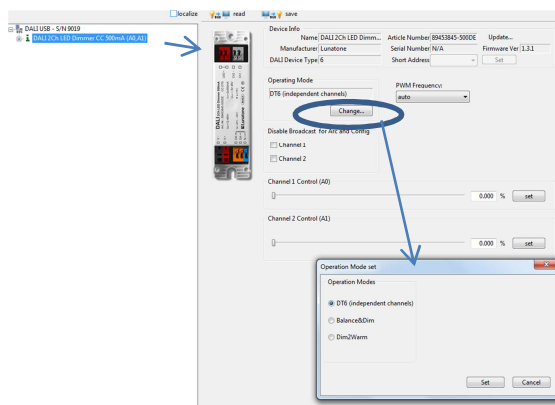 localize
read
save
DALI USB - S/N 9019
DALI 2Ch LED Dimmer CC 500mA (A0,A1)
Device Info
Name DALI 2Ch LED Dimm... Article Number 89453845-500DE Update...
Manufacturer Lunatone Serial Number N/A Firmware Ver 1.3.1
DALI Device Type 6 Short Address Set
Operating Mode
PWM Frequency:
DT6 (independent channels)
auto
Change...
Disable Broadcast for Arc and Config
Channel 1
Channel 2
Channel 1 Control (A0)
0.000 % set
Channel 2 Control (A1)
0.000 % set
Operation Mode set
Operation Modes
DT6 (independent channels)
Balance&Dim
Dim2Warm
Set Cancel